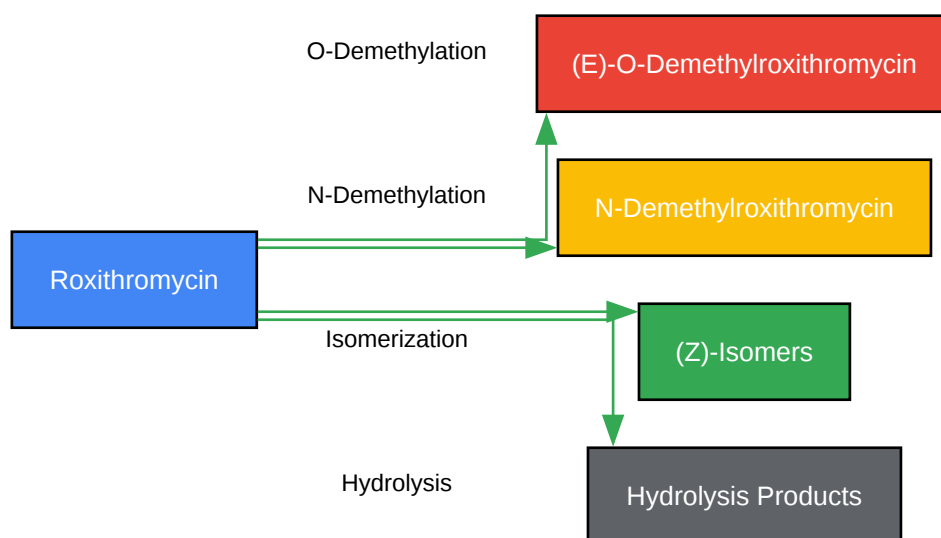 O-Demethylation
(E)-O-Demethylroxithromycin
N-Demethylation
N-Demethylroxithromycin
Roxithromycin
Isomerization
(Z)-Isomers
Hydrolysis
Hydrolysis Products